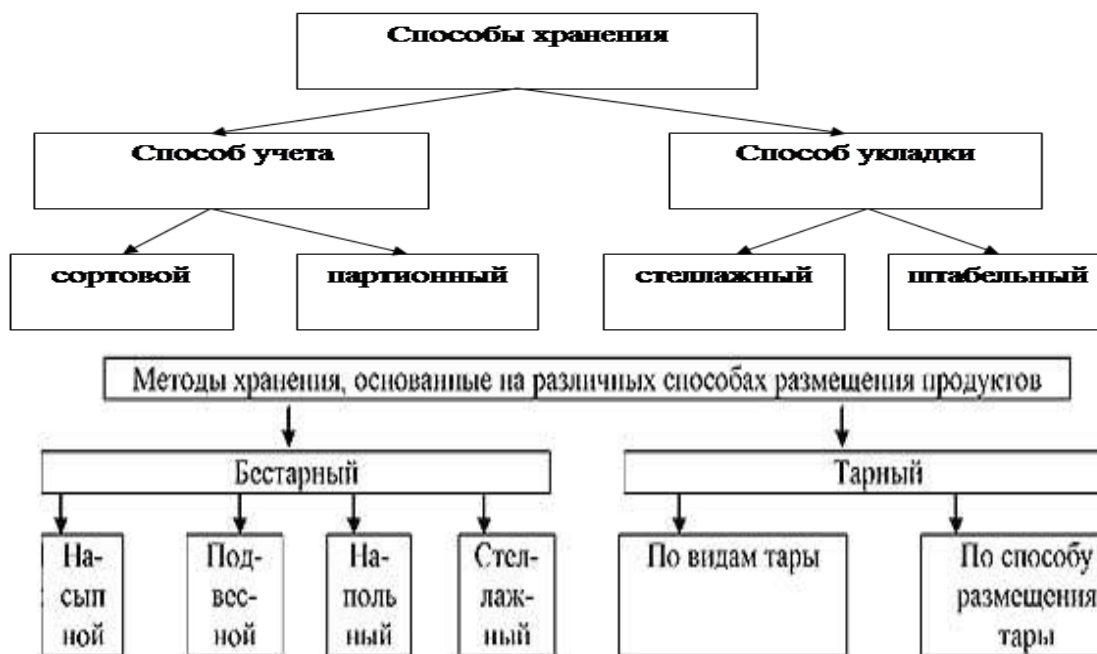 Способы хранения
Способ учета
Способ укладки
сортовой
партионный
стеллажный
штабельный
Методы хранения, основанные на различных способах размещения продуктов
Бестарный
Тарный
На-
сып
ной
Под-
вес-
ной
На-
поль
ный
Стел-
лаж-
ный
По видам тары
По способу
размещения
тары